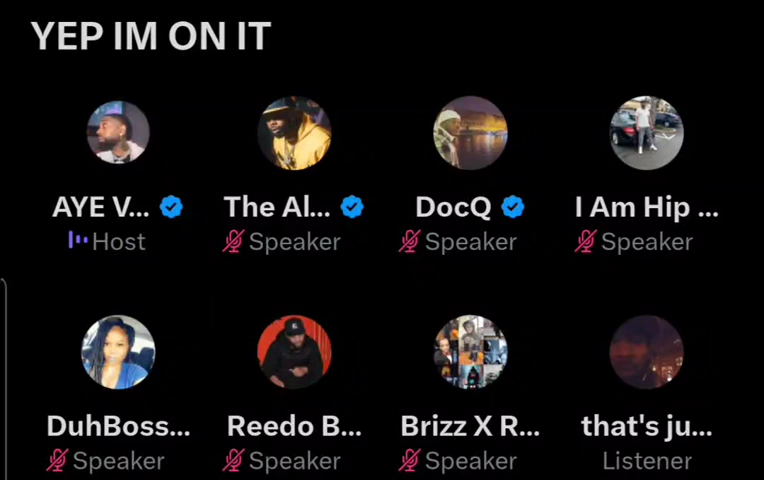 YEP IM ON IT
AYE V... The Al... DocQ I Am Hip ...
Host Speaker Speaker Speaker
DuhBoss... Reedo B... Brizz X R... that's ju...
Speaker Speaker Speaker Listener